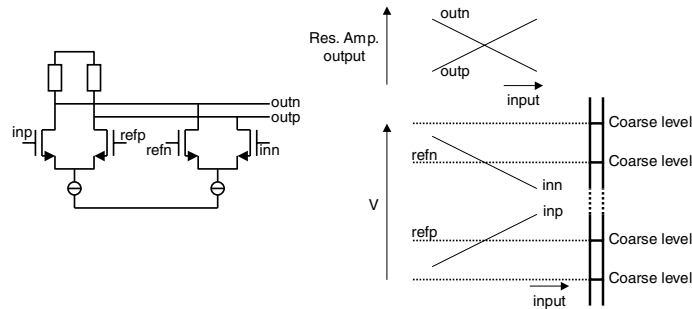 outn
outp
inp
refp
refn
inn
Res. Amp.
output
outn
outp
input
Coarse level
refn
Coarse level
inn
V
inp
refp
Coarse level
Coarse level
input